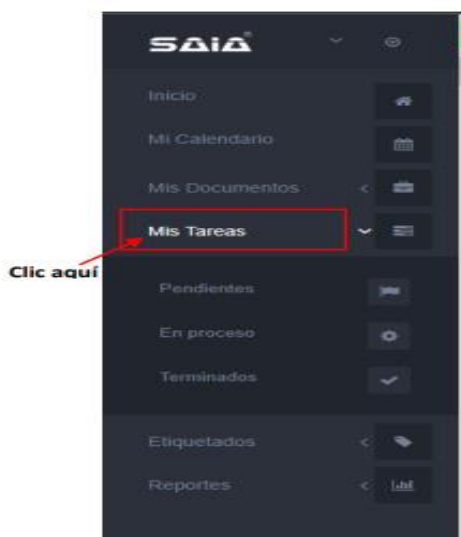 SAIA
Inicio
Mi Calendario
Mis Documentos
Mis Tareas
Clic aquí
Pendientes
En proceso
Terminados
Etiquetados
Reportes